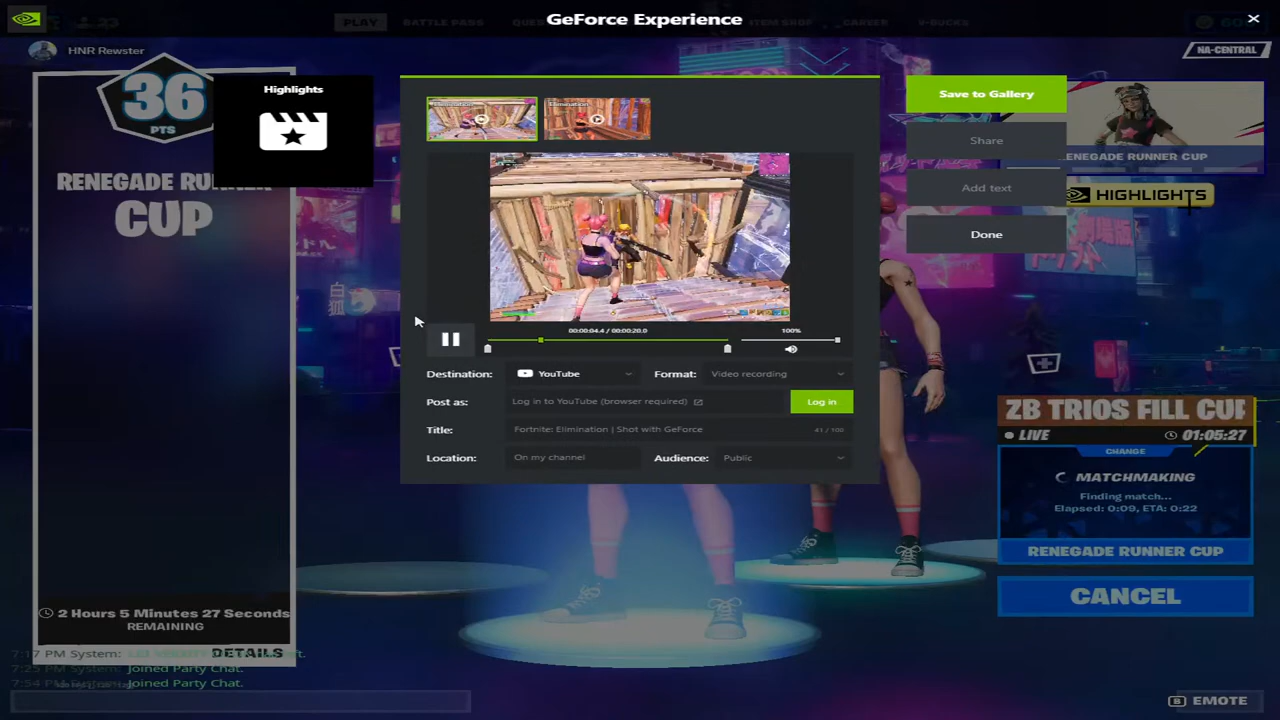 GeForce Experience
23
PLAY
BATTLE PASS
ITEM SHOP
V-BUCKS
HNR Rewster
NA-CENTRAL
36
PTS
RENEGADE RUNNER
CUP
Highlights
Elimination
Elimination
Save to Gallery
Share
Add text
Done
RENEGADE RUNNER CUP
HIGHLIGHTS
00:00:04.4 / 00:00:20.0
100%
Destination:
YouTube
Format:
Video recording
Post as:
Log in to YouTube (browser required)
Log in
Title:
Fortnite: Elimination | Shot with GeForce
41 / 100
Location:
On my channel
Audience:
Public
ZB TRIOS FILL CUP
LIVE
01:05:27
CHANGE
MATCHMAKING
Finding match...
Elapsed: 0:09, ETA: 0:22
RENEGADE RUNNER CUP
CANCEL
2 Hours 5 Minutes 27 Seconds
REMAINING
DETAILS
7:17 PM System:
7:25 PM System: Joined Party Chat.
7:54 PM System: Joined Party Chat.
B EMOTE